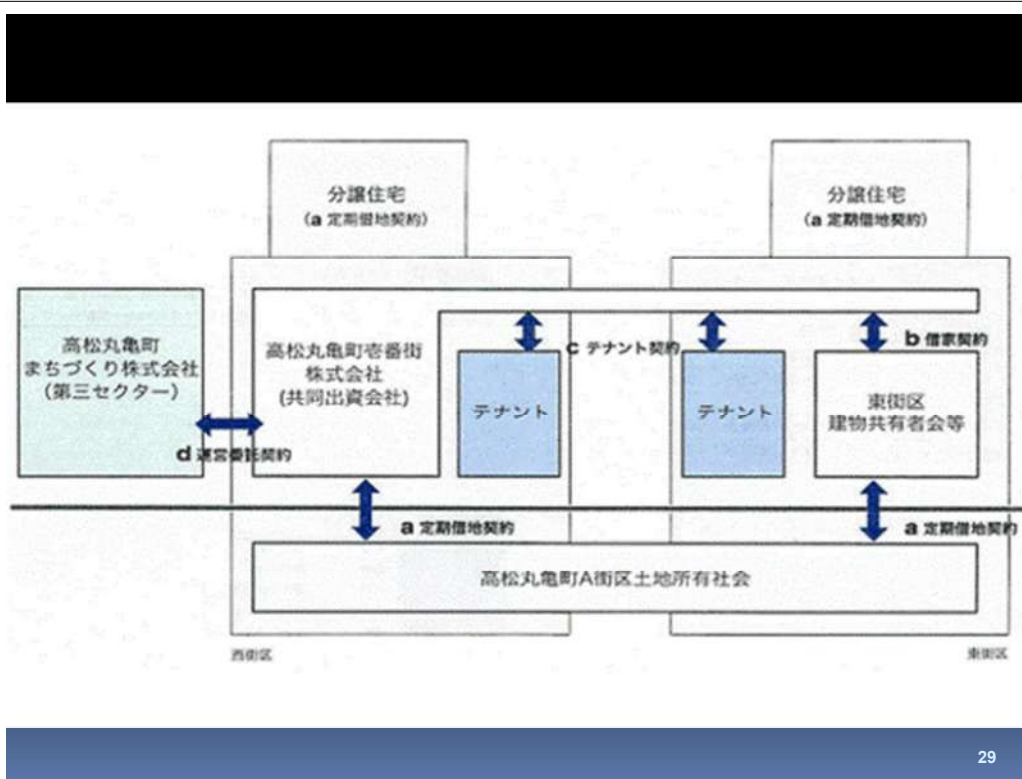 分譲住宅
（a 定期借地契約）
分譲住宅
（a 定期借地契約）
高松丸亀町
まちづくり株式会社
（第三セクター）
高松丸亀町壱番街
株式会社
(共同出資会社)
c テナント契約
b 借家契約
テナント
テナント
東街区
建物共有者会等
d 運営委託契約
a 定期借地契約
a 定期借地契約
高松丸亀町A街区土地所有社会
西街区
東街区
29